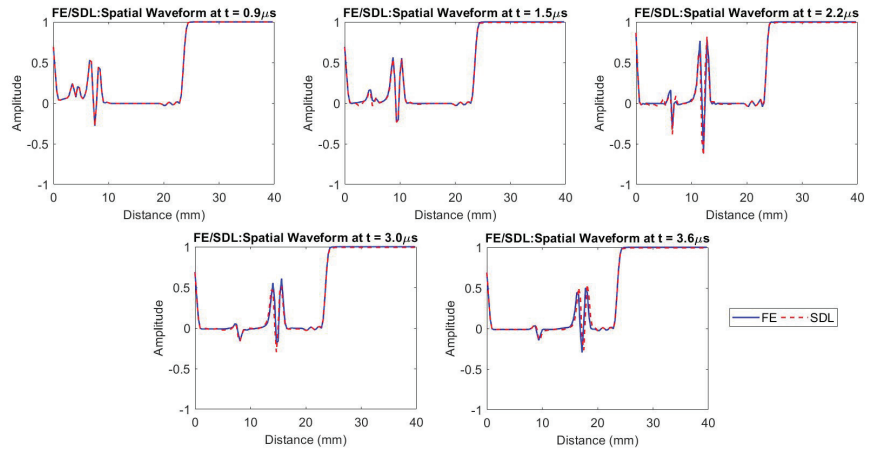 FE/SDL:Spatial Waveform at t = 0.9μs
1
0.5
0
-0.5
-1
Amplitude
0 10 20 30 40
Distance (mm)
FE/SDL:Spatial Waveform at t = 1.5μs
1
0.5
0
-0.5
-1
Amplitude
0 10 20 30 40
Distance (mm)
FE/SDL:Spatial Waveform at t = 2.2μs
1
0.5
0
-0.5
-1
Amplitude
0 10 20 30 40
Distance (mm)
FE/SDL:Spatial Waveform at t = 3.0μs
1
0.5
0
0.5
-1
Amplitude
0 10 20 30 40
Distance (mm)
FE/SDL:Spatial Waveform at t = 3.6μs
1
0.5
0
0.5
-1
Amplitude
0 10 20 30 40
Distance (mm)
FE SDL